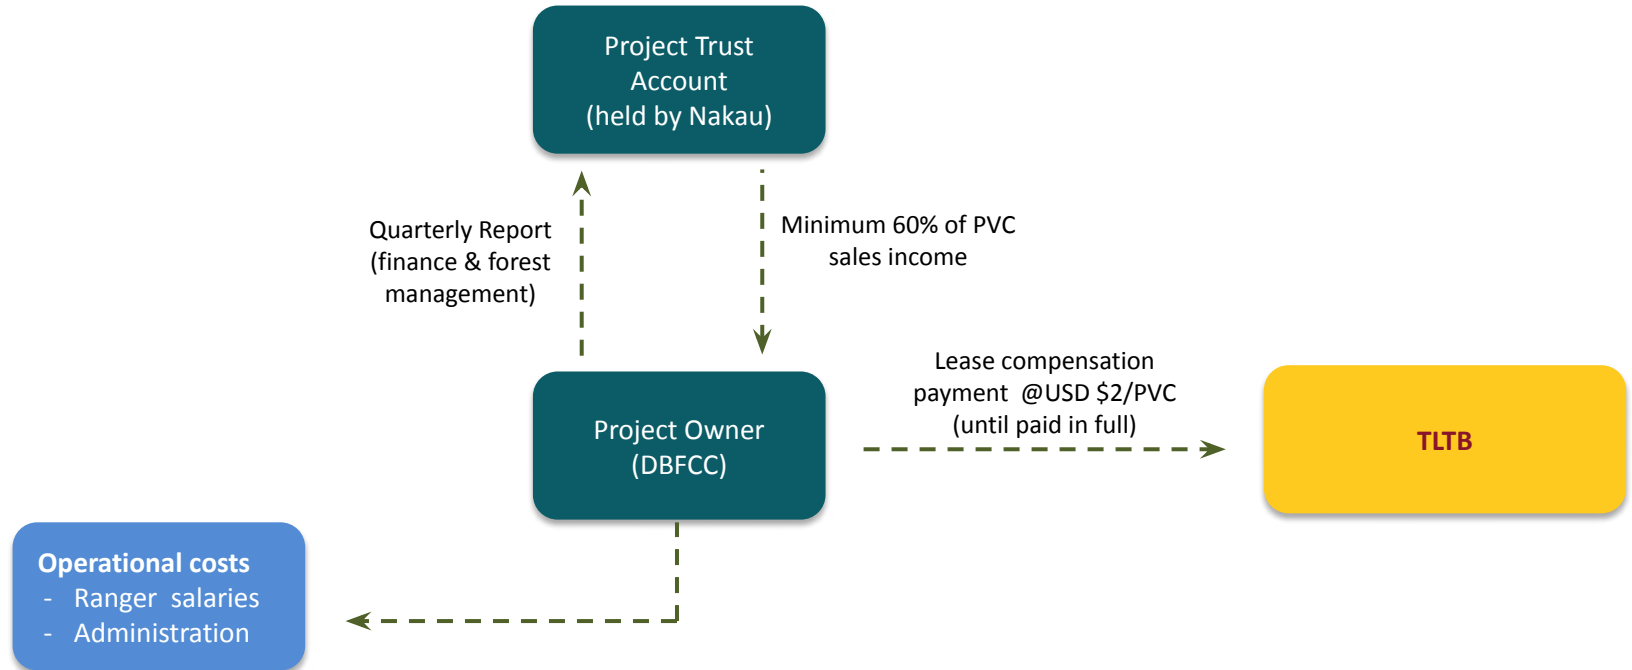 Project Trust
Account
(held by Nakau)
Quarterly Report
(finance & forest
management)
Minimum 60% of PVC
sales income
Lease compensation
payment @USD $2/PVC
(until paid in full)
Project Owner
(DBFCC)
TLTB
Operational costs
- Ranger salaries
- Administration